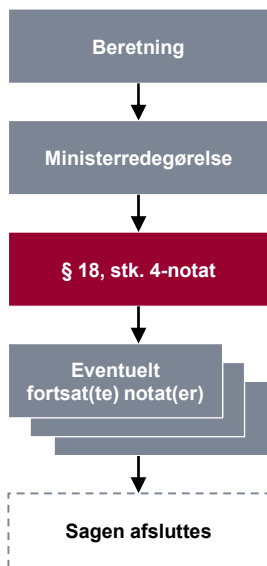 Beretning
Ministerredegørelse
§ 18, stk. 4-notat
Eventuelt
fortsat(te) notat(er)
Sagen afsluttes